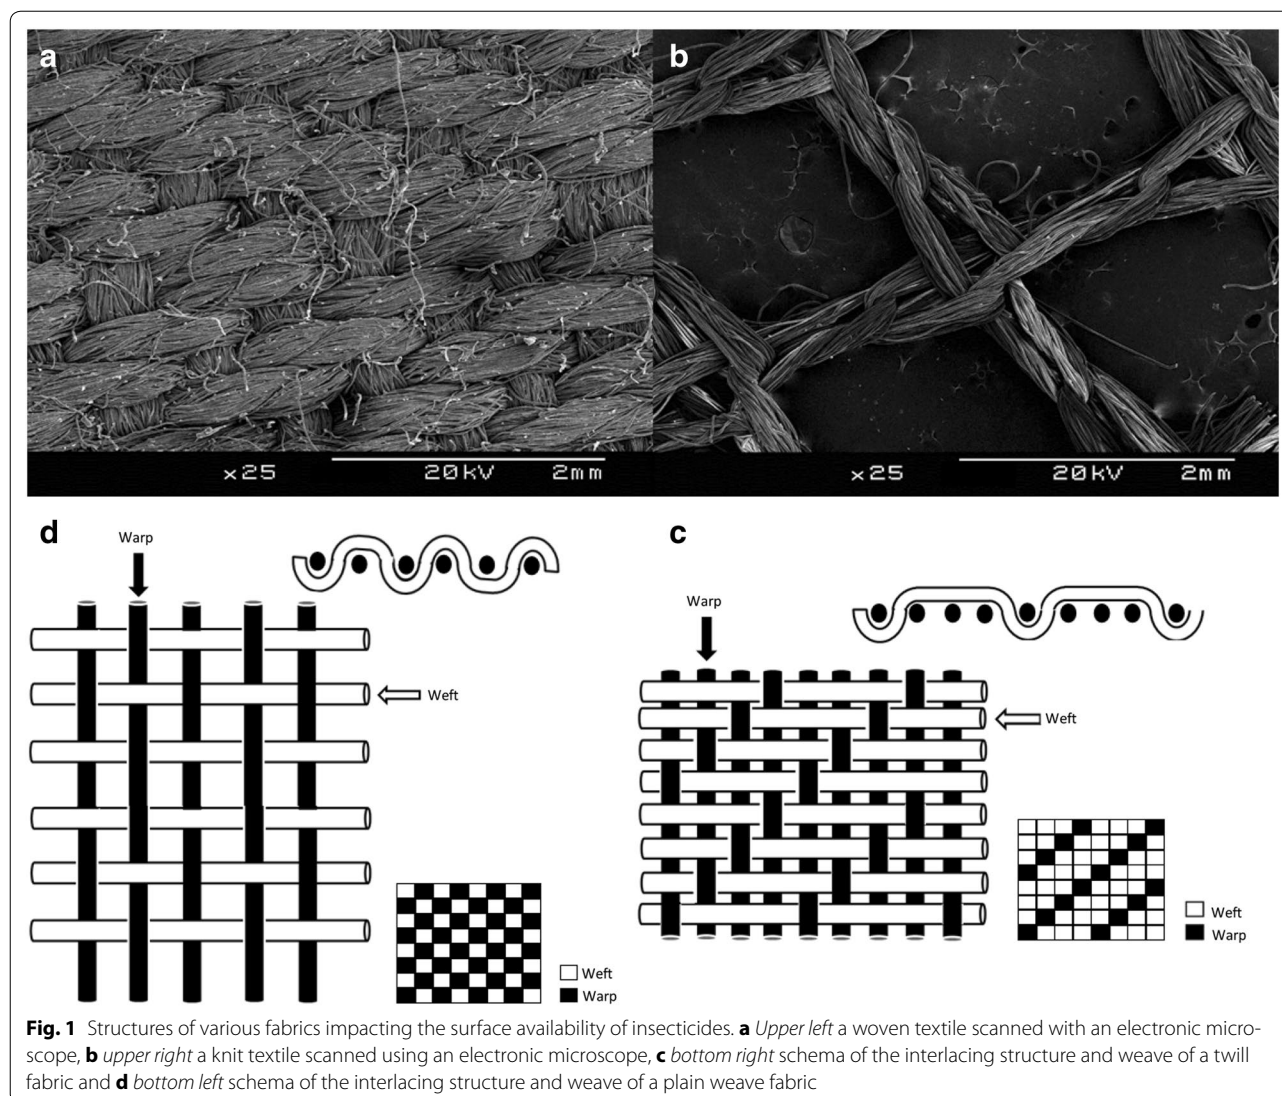 a
b
x25 20kV 2mm
x25 20kV 2mm
d
Warp
c
Warp
Weft
Weft
Weft
Warp
Weft
Warp
Fig. 1 Structures of various fabrics impacting the surface availability of insecticides. a Upper left a woven textile scanned with an electronic micro-
scope, b upper right a knit textile scanned using an electronic microscope, c bottom right schema of the interlacing structure and weave of a twill
fabric and d bottom left schema of the interlacing structure and weave of a plain weave fabric